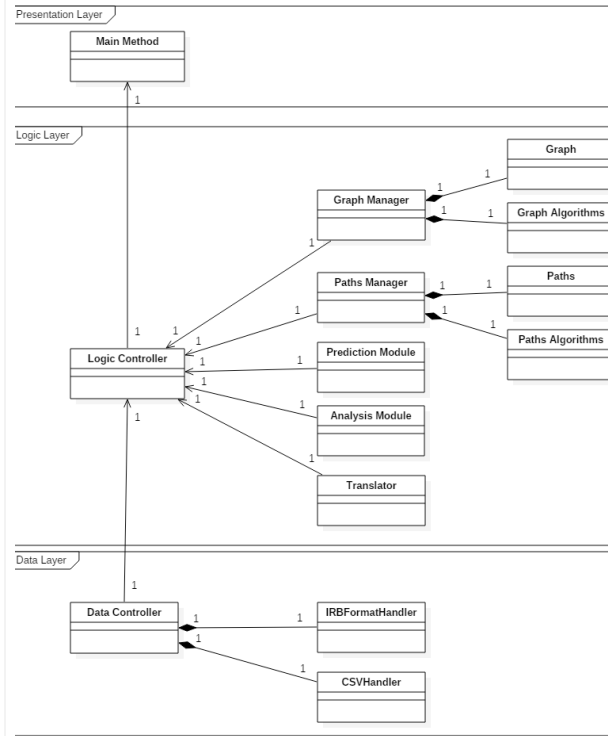 Presentation Layer
Main Method
1
Logic Layer
Graph
1
1
Graph Manager
1
1
Graph Algorithms
1
Paths
1
1
Paths Manager
1
1
1
1
Paths Algorithms
1
1
Prediction Module
Logic Controller
1
1
1
1
Analysis Module
1
1
1
Translator
Data Layer
1
Data Controller
1
1
IRBFormatHandler
1
1
CSVHandler